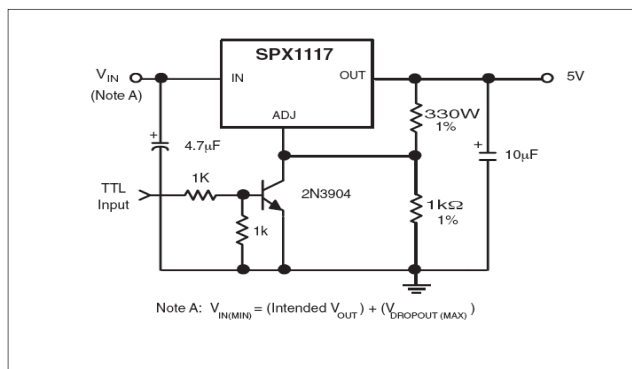 SPX1117
V_IN
(Note A)
IN
OUT
5V
ADJ
330W
1%
4.7μF
10μF
1K
2N3904
TTL
Input
1k
1kΩ
1%
Note A: V_IN(MIN) = (Intended V_OUT) + (V_DROPOUT (MAX))